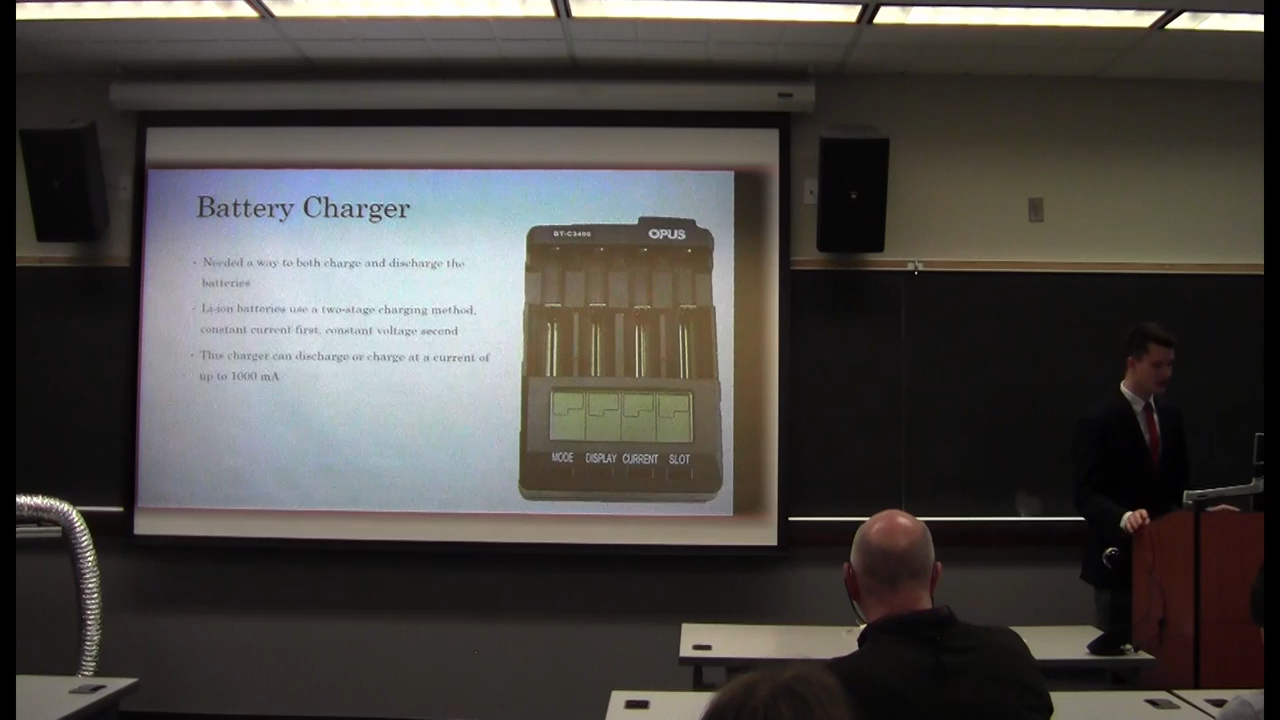 Battery Charger
· Needed a way to both charge and discharge the
batteries
· Li-ion batteries use a two-stage charging method,
constant current first, constant voltage second
· This charger can discharge or charge at a current of
up to 1000 mA
BT-C3400 OPUS
MODE DISPLAY CURRENT SLOT